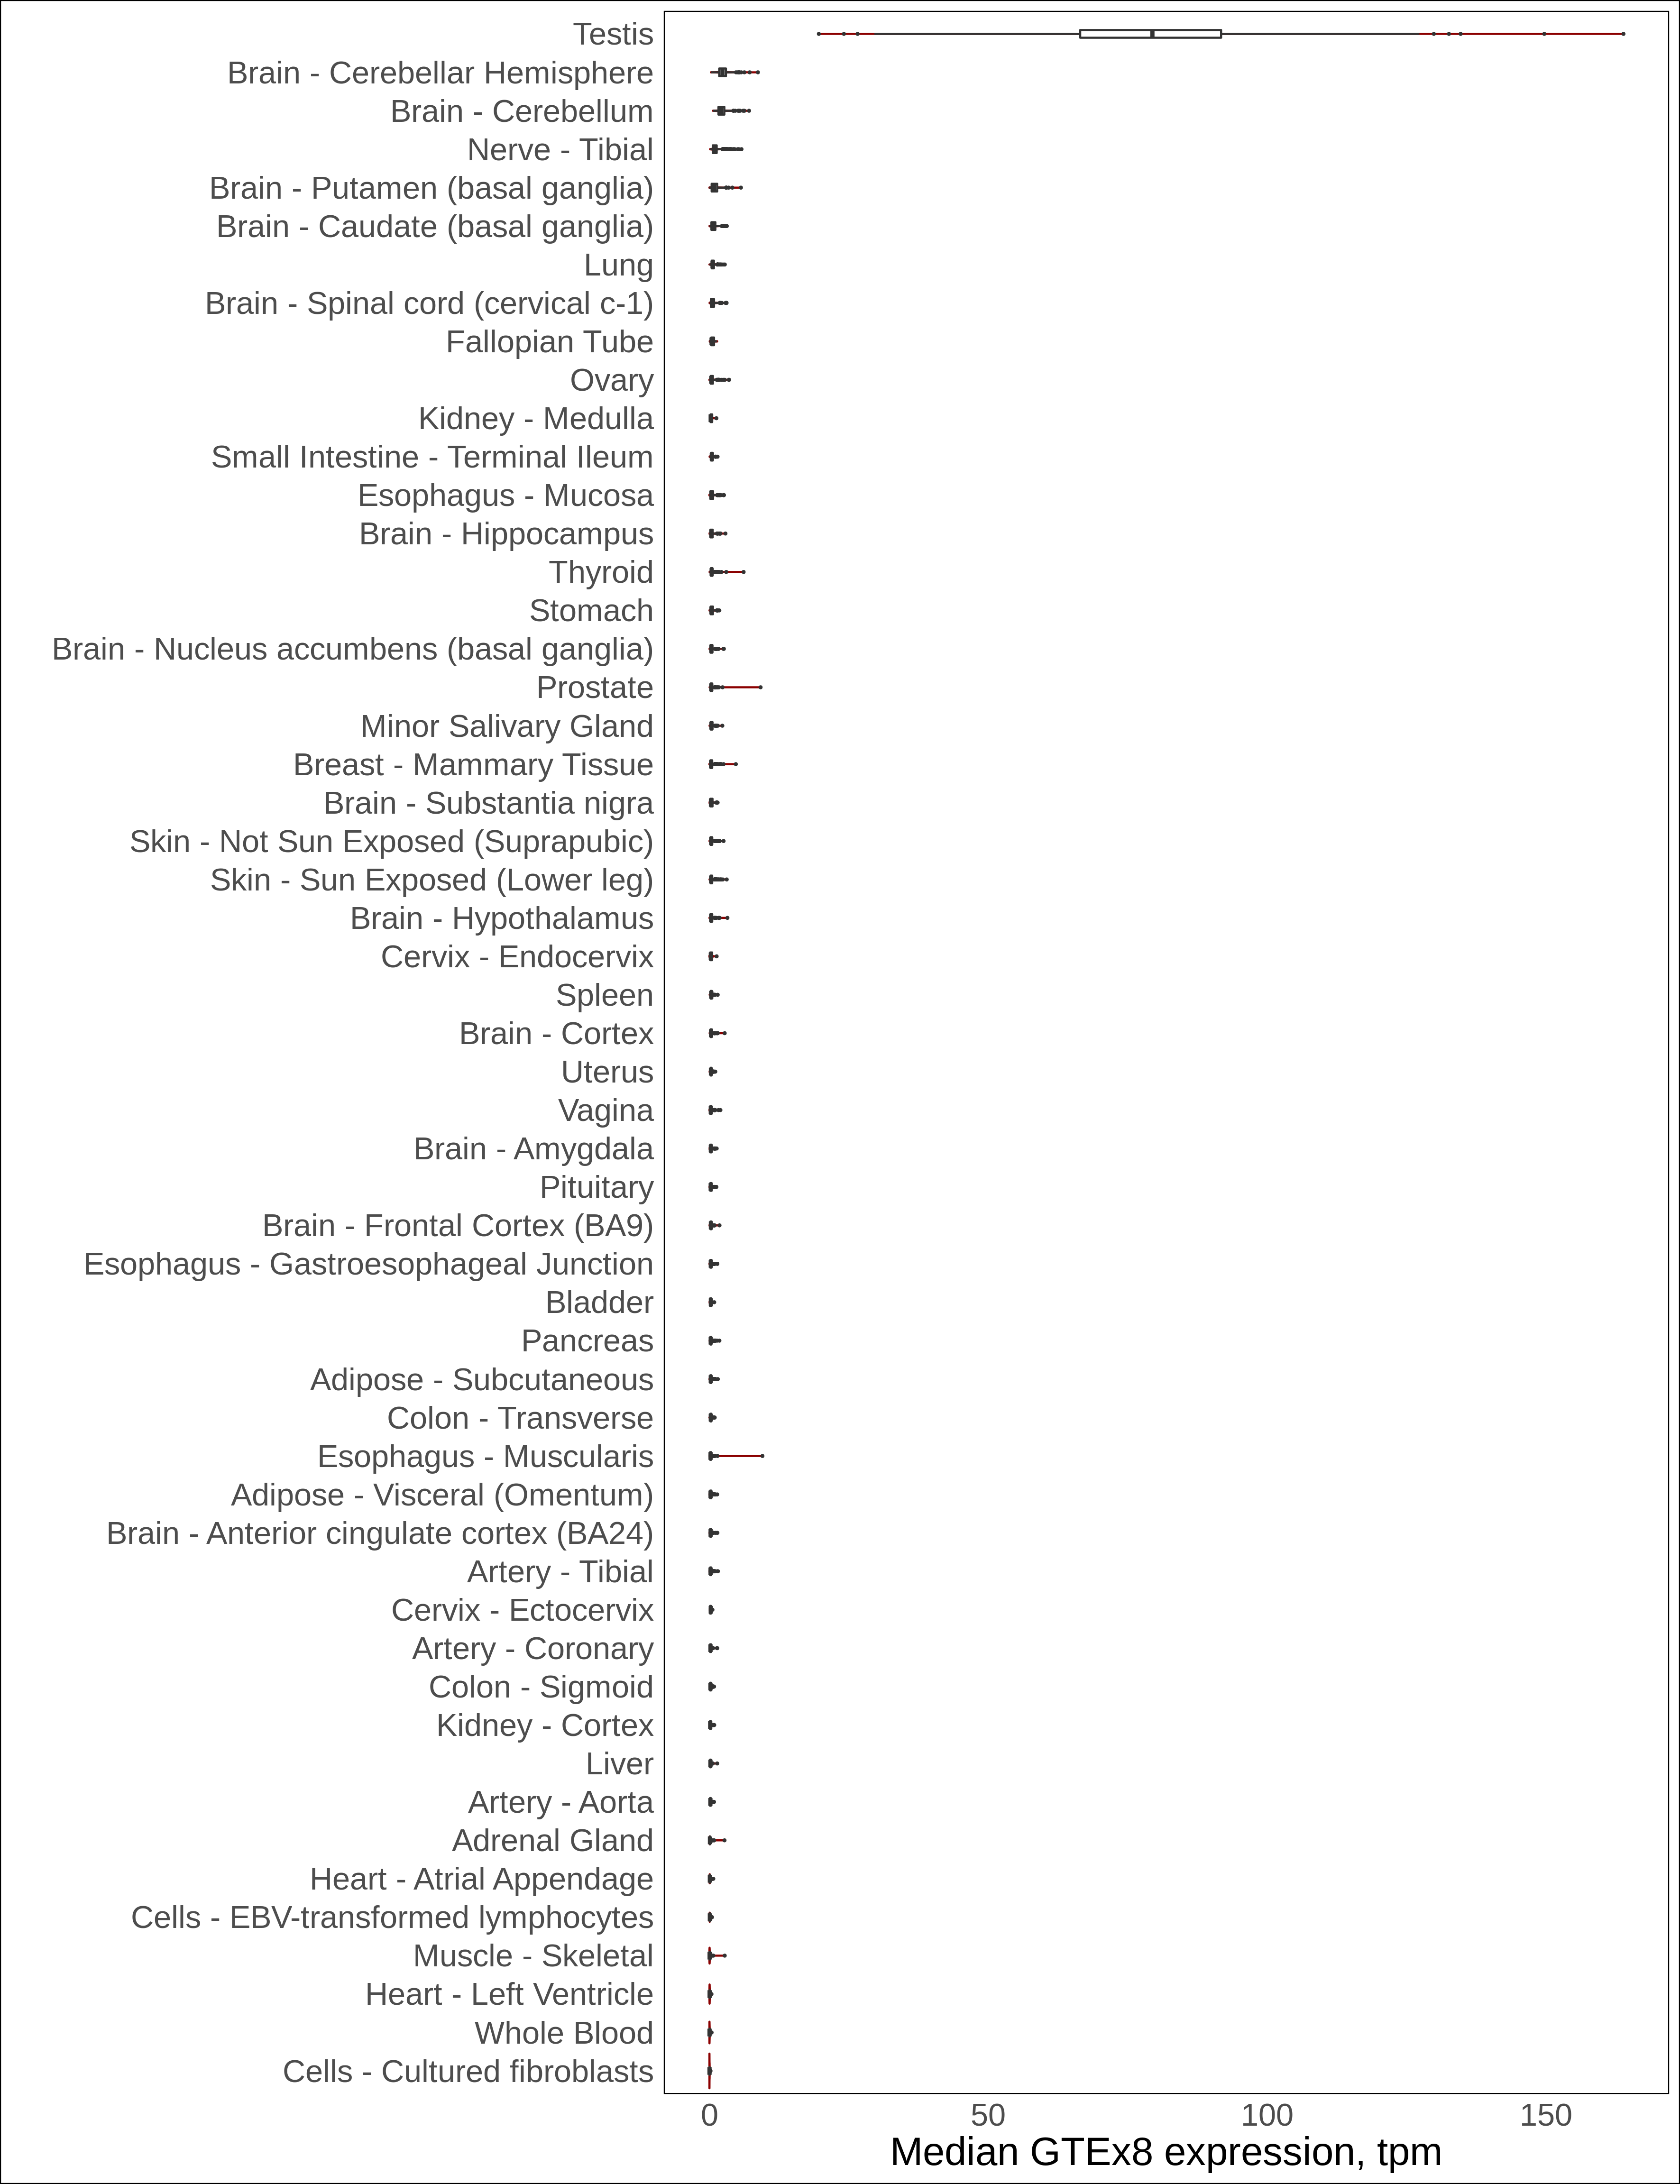 Testis
Brain - Cerebellar Hemisphere
Brain - Cerebellum
Nerve - Tibial
Brain - Putamen (basal ganglia)
Brain - Caudate (basal ganglia)
Lung
Brain - Spinal cord (cervical c-1)
Fallopian Tube
Ovary
Kidney - Medulla
Small Intestine - Terminal Ileum
Esophagus - Mucosa
Brain - Hippocampus
Thyroid
Stomach
Brain - Nucleus accumbens (basal ganglia)
Prostate
Minor Salivary Gland
Breast - Mammary Tissue
Brain - Substantia nigra
Skin - Not Sun Exposed (Suprapubic)
Skin - Sun Exposed (Lower leg)
Brain - Hypothalamus
Cervix - Endocervix
Spleen
Brain - Cortex
Uterus
Vagina
Brain - Amygdala
Pituitary
Brain - Frontal Cortex (BA9)
Esophagus - Gastroesophageal Junction
Bladder
Pancreas
Adipose - Subcutaneous
Colon - Transverse
Esophagus - Muscularis
Adipose - Visceral (Omentum)
Brain - Anterior cingulate cortex (BA24)
Artery - Tibial
Cervix - Ectocervix
Artery - Coronary
Colon - Sigmoid
Kidney - Cortex
Liver
Artery - Aorta
Adrenal Gland
Heart - Atrial Appendage
Cells - EBV-transformed lymphocytes
Muscle - Skeletal
Heart - Left Ventricle
Whole Blood
Cells - Cultured fibroblasts
0 50 100 150
Median GTEx8 expression, tpm